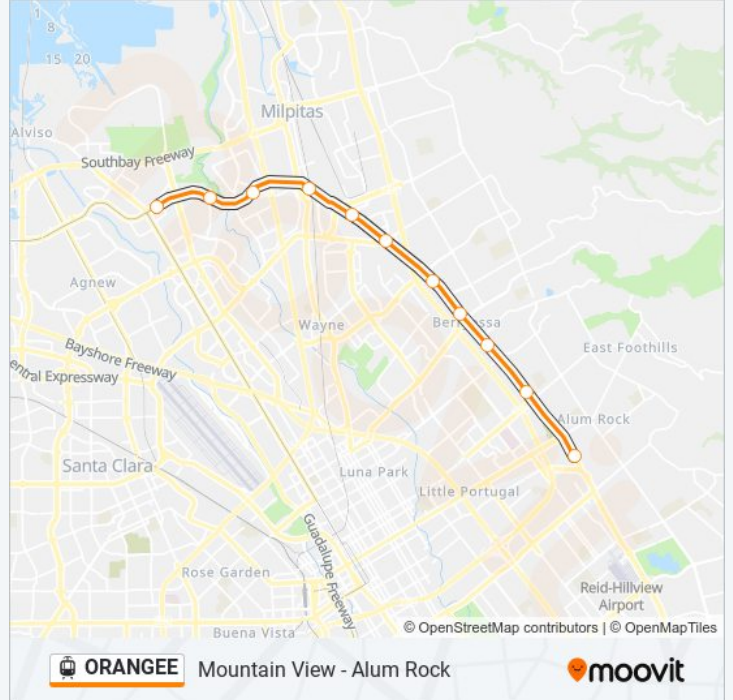 1
8
15 20
Milpitas
Alviso
Southbay Freeway
Agnew
Wayne
Berryessa
Bayshore Freeway
East Foothills
entral Expressway
Alum Rock
Santa Clara
Luna Park
Little Portugal
Guadalupe Freeway
Rose Garden
Reid-Hillview
Airport
Buena Vista
© OpenStreetMap contributors | © OpenMapTiles
ORANGEE Mountain View - Alum Rock
moovit